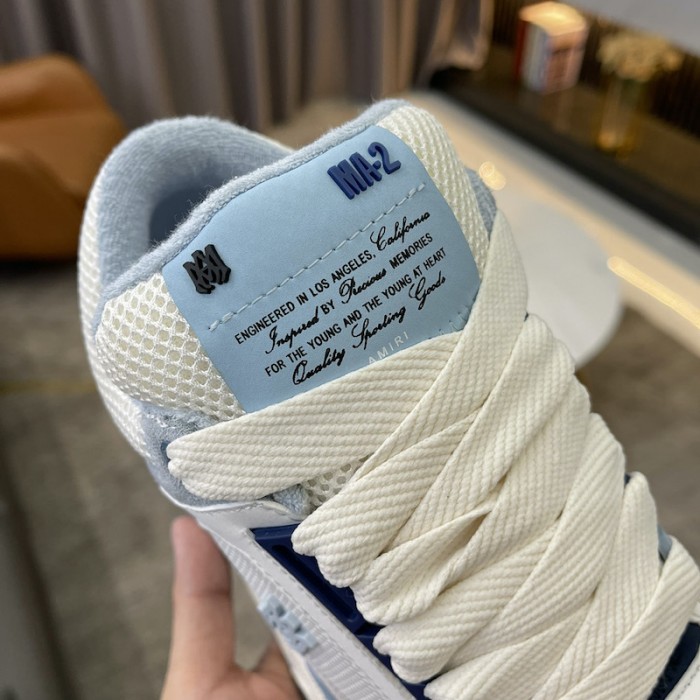 MA-2
ENGINEERED IN LOS ANGELES, California
Inspired BY Precious MEMORIES
FOR THE YOUNG AND THE YOUNG AT HEART
Quality Sporting Goods
AMIRI